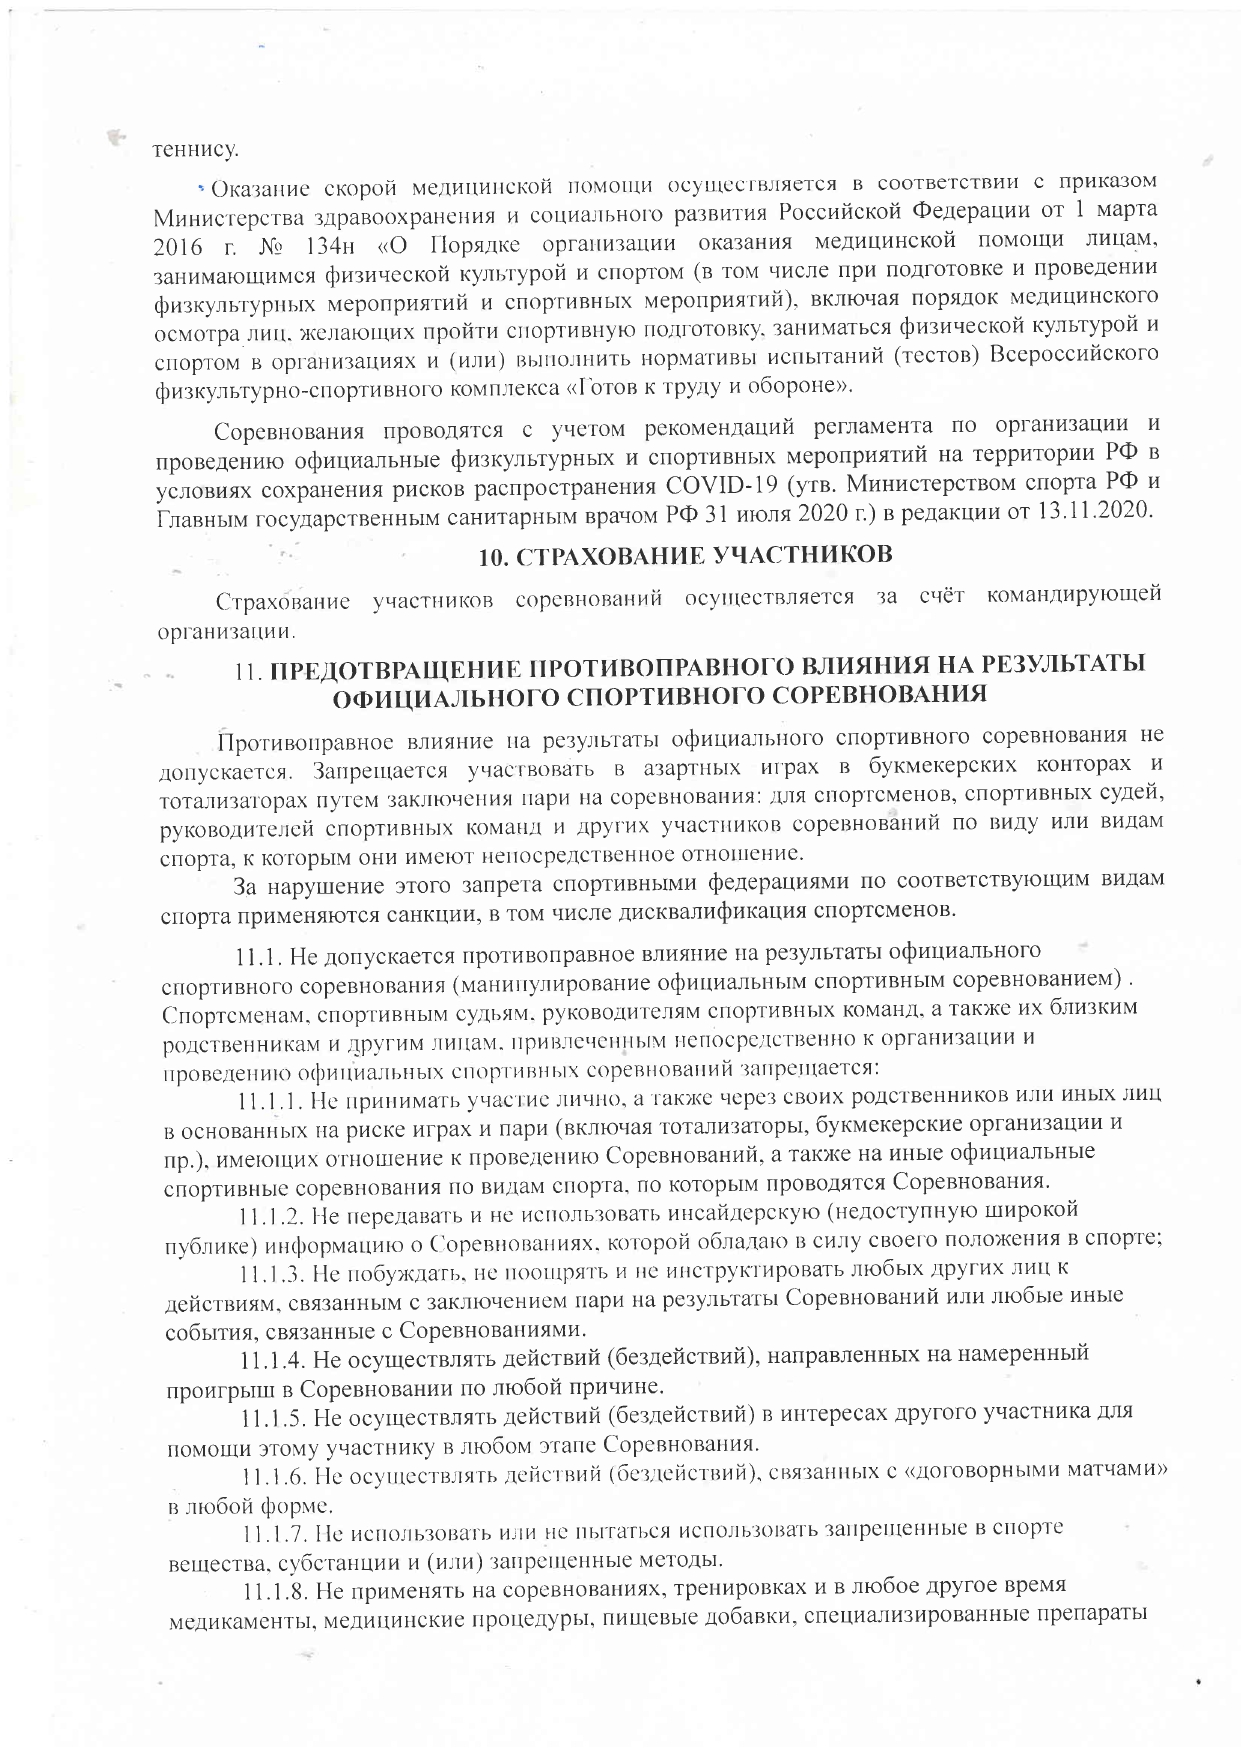 теннису.
Оказание скорой медицинской помощи осуществляется в соответствии с приказом
Министерства здравоохранения и социального развития Российской Федерации от 1 марта
2016 г. № 134н «О Порядке организации оказания медицинской помощи лицам,
занимающимся физической культурой и спортом (в том числе при подготовке и проведении
физкультурных мероприятий и спортивных мероприятий), включая порядок медицинского
осмотра лиц, желающих пройти спортивную подготовку, заниматься физической культурой и
спортом в организациях и (или) выполнить нормативы испытаний (тестов) Всероссийского
физкультурно-спортивного комплекса «Готов к труду и обороне».
Соревнования проводятся с учетом рекомендаций регламента по организации и
проведению официальные физкультурных и спортивных мероприятий на территории РФ в
условиях сохранения рисков распространения COVID-19 (утв. Министерством спорта РФ и
Главным государственным санитарным врачом РФ 31 июля 2020 г.) в редакции от 13.11.2020.
10. СТРАХОВАНИЕ УЧАСТНИКОВ
Страхование участников соревнований осуществляется за счёт командирующей
организации.
11. ПРЕДОТВРАЩЕНИЕ ПРОТИВОПРАВНОГО ВЛИЯНИЯ НА РЕЗУЛЬТАТЫ
ОФИЦИАЛЬНОГО СПОРТИВНОГО СОРЕВНОВАНИЯ
Противоправное влияние на результаты официального спортивного соревнования не
допускается. Запрещается участвовать в азартных играх в букмекерских конторах и
тотализаторах путем заключения пари на соревнования: для спортсменов, спортивных судей,
руководителей спортивных команд и других участников соревнований по виду или видам
спорта, к которым они имеют непосредственное отношение.
За нарушение этого запрета спортивными федерациями по соответствующим видам
спорта применяются санкции, в том числе дисквалификация спортсменов.
11.1. Не допускается противоправное влияние на результаты официального
спортивного соревнования (манипулирование официальным спортивным соревнованием) .
Спортсменам, спортивным судьям, руководителям спортивных команд, а также их близким
родственникам и другим лицам, привлеченным непосредственно к организации и
проведению официальных спортивных соревнований запрещается:
11.1.1. Не принимать участие лично, а также через своих родственников или иных лиц
в основанных на риске играх и пари (включая тотализаторы, букмекерские организации и
пр.), имеющих отношение к проведению Соревнований, а также на иные официальные
спортивные соревнования по видам спорта, по которым проводятся Соревнования.
11.1.2. Не передавать и не использовать инсайдерскую (недоступную широкой
публике) информацию о Соревнованиях, которой обладаю в силу своего положения в спорте;
11.1.3. Не побуждать, не поощрять и не инструктировать любых других лиц к
действиям, связанным с заключением пари на результаты Соревнований или любые иные
события, связанные с Соревнованиями.
11.1.4. Не осуществлять действий (бездействий), направленных на намеренный
проигрыш в Соревновании по любой причине.
11.1.5. Не осуществлять действий (бездействий) в интересах другого участника для
помощи этому участнику в любом этапе Соревнования.
11.1.6. Не осуществлять действий (бездействий), связанных с «договорными матчами»
в любой форме.
11.1.7. Не использовать или не пытаться использовать запрещенные в спорте
вещества, субстанции и (или) запрещенные методы.
11.1.8. Не применять на соревнованиях, тренировках и в любое другое время
медикаменты, медицинские процедуры, пищевые добавки, специализированные препараты